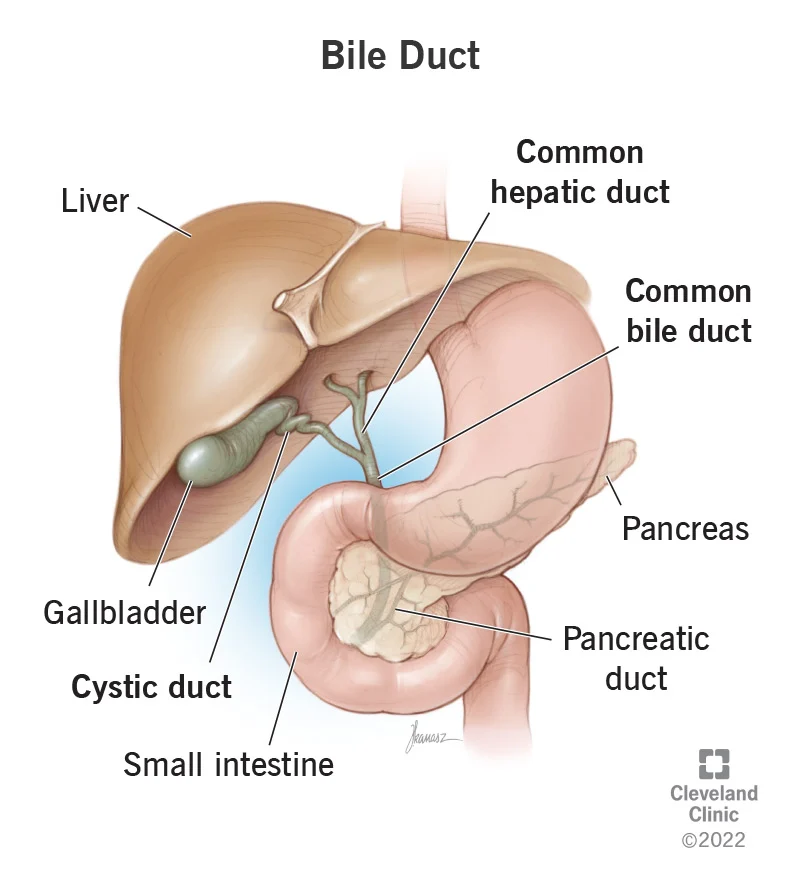 Bile Duct
Common
hepatic duct
Liver
Common
bile duct
Pancreas
Gallbladder
Pancreatic
duct
Cystic duct
Small intestine
Cleveland
Clinic
©2022